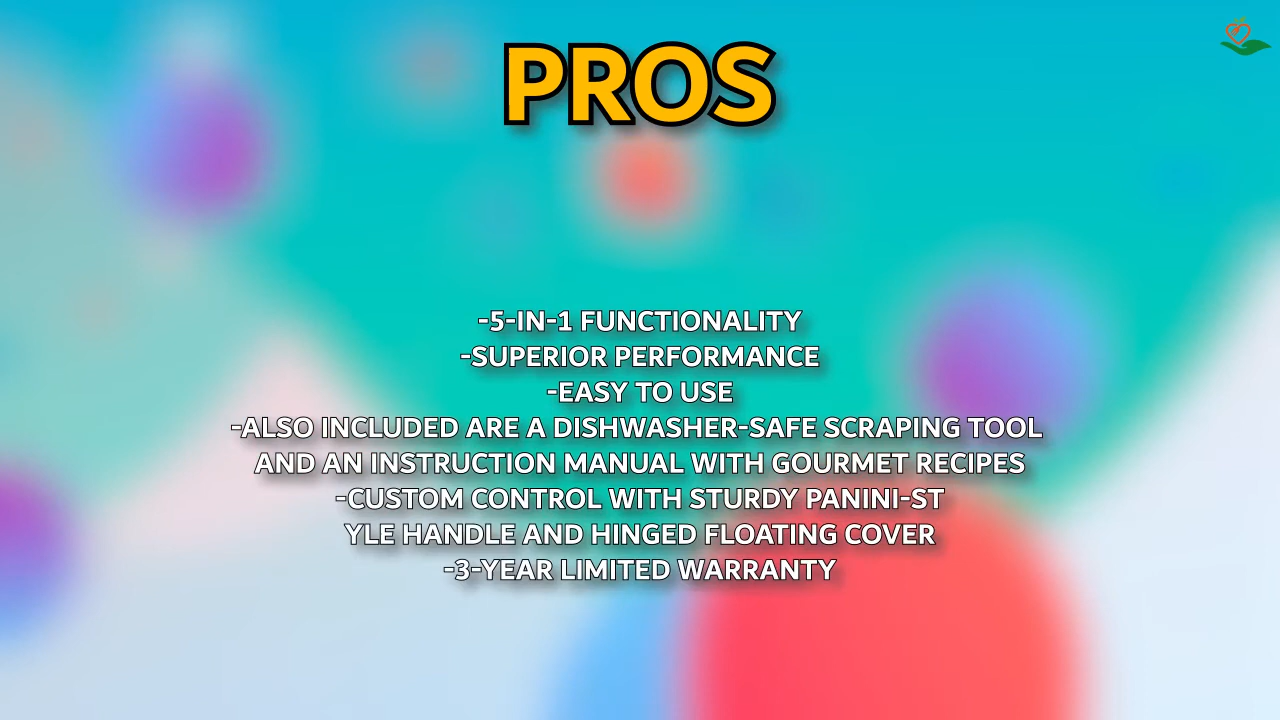 PROS
-5-IN-1 FUNCTIONALITY
-SUPERIOR PERFORMANCE
-EASY TO USE
-ALSO INCLUDED ARE A DISHWASHER-SAFE SCRAPING TOOL
AND AN INSTRUCTION MANUAL WITH GOURMET RECIPES
-CUSTOM CONTROL WITH STURDY PANINI-ST
YLE HANDLE AND HINGED FLOATING COVER
-3-YEAR LIMITED WARRANTY